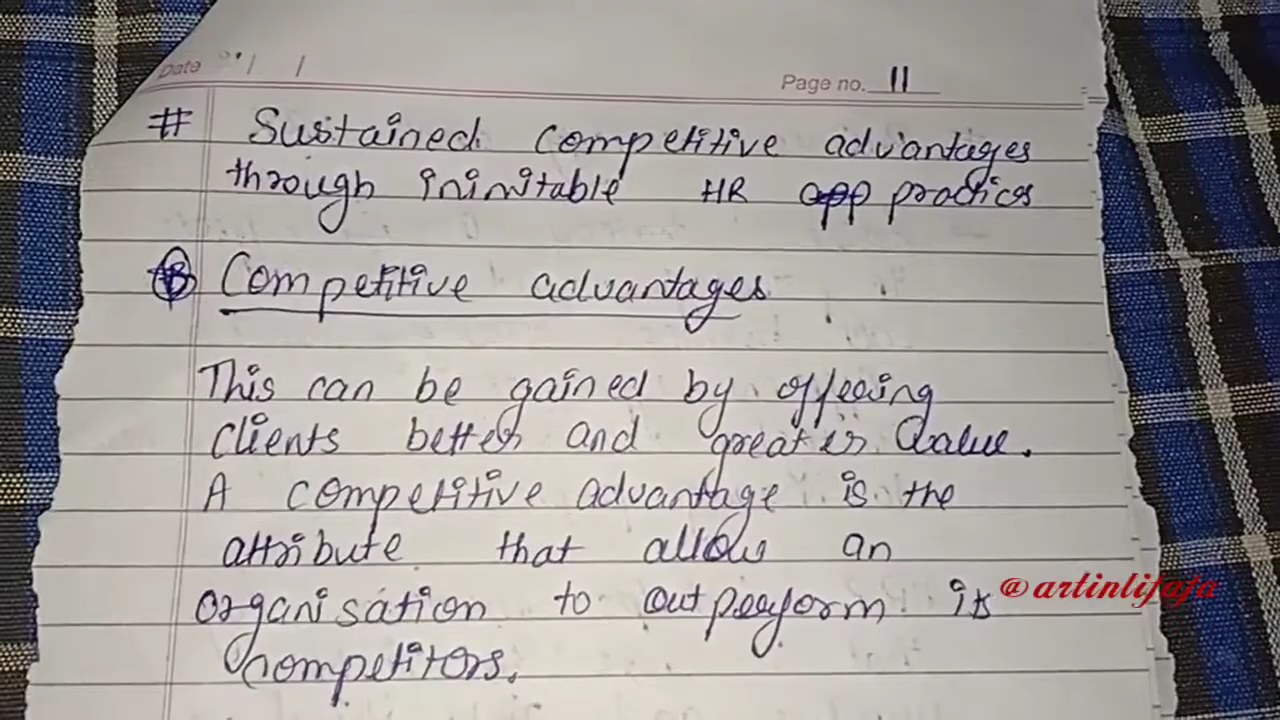 Date / /
Page no. 11
# Sustained competitive advantages
through inimitable HR app practices
Competitive advantages
This can be gained by offering
clients better and greater value.
A competitive advantage is the
attribute that allow an
organisation to outperform its
competitors.
@artinlifafa